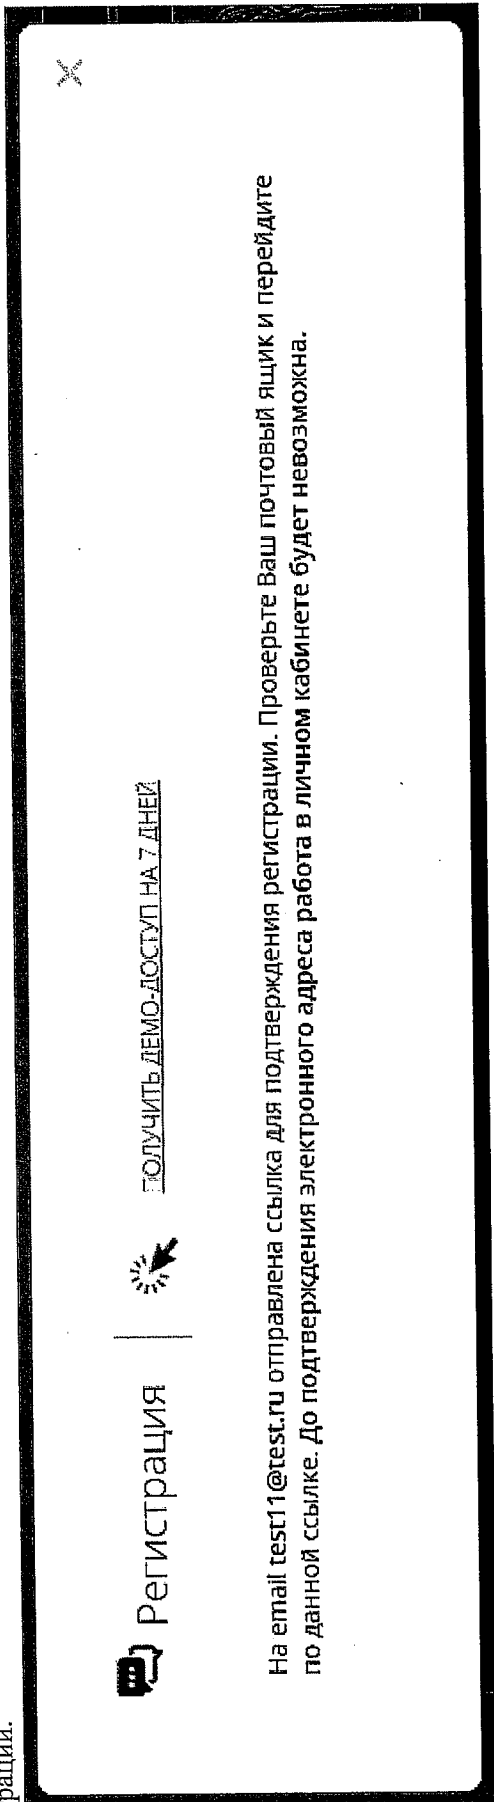 рации.
Регистрация
ПОЛУЧИТЬ ДЕМО-ДОСТУП НА 7 ДНЕЙ
На email test11@test.ru отправлена ссылка для подтверждения регистрации. Проверьте Ваш почтовый ящик и перейдите
по данной ссылке. До подтверждения электронного адреса работа в личном кабинете будет невозможна.